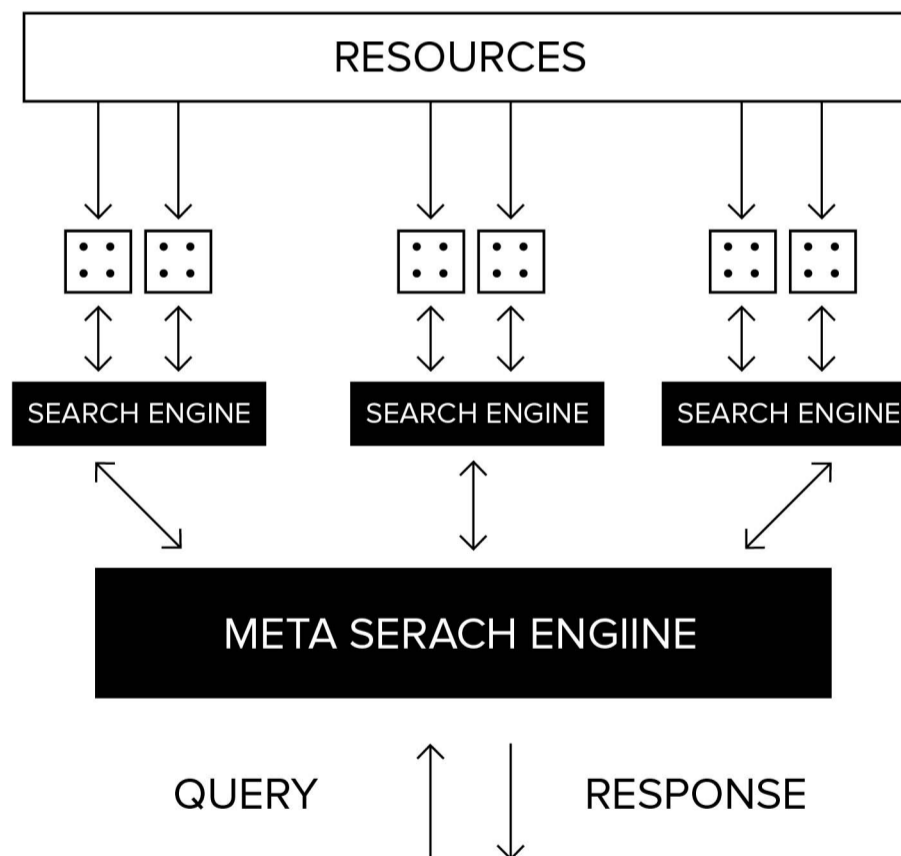 RESOURCES
SEARCH ENGINE
SEARCH ENGINE
SEARCH ENGINE
META SERACH ENGIINE
QUERY
RESPONSE